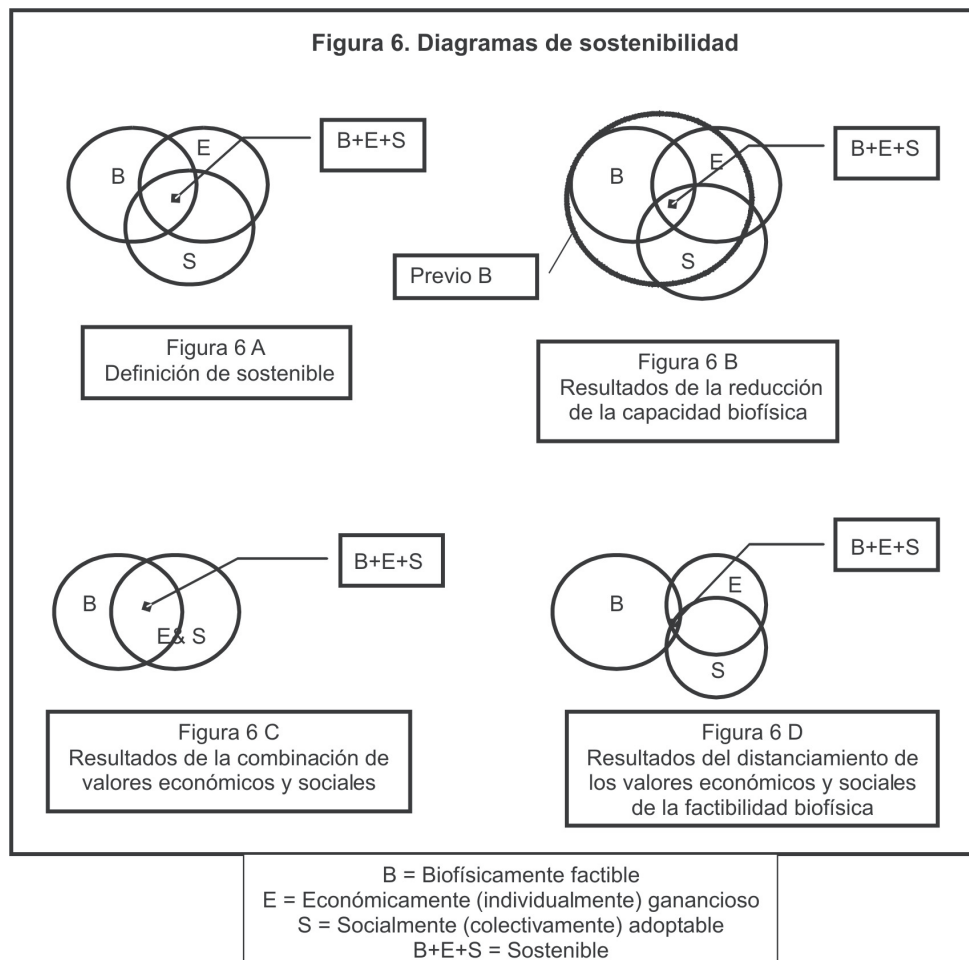 Figura 6. Diagramas de sostenibilidad
B
E
S
B+E+S
Figura 6 A
Definición de sostenible
B
E
S
B+E+S
Previo B
Figura 6 B
Resultados de la reducción
de la capacidad biofísica
B
E& S
B+E+S
Figura 6 C
Resultados de la combinación de
valores económicos y sociales
B
E
S
B+E+S
Figura 6 D
Resultados del distanciamiento de
los valores económicos y sociales
de la factibilidad biofísica
B = Biofísicamente factible
E = Económicamente (individualmente) ganancioso
S = Socialmente (colectivamente) adoptable
B+E+S = Sostenible